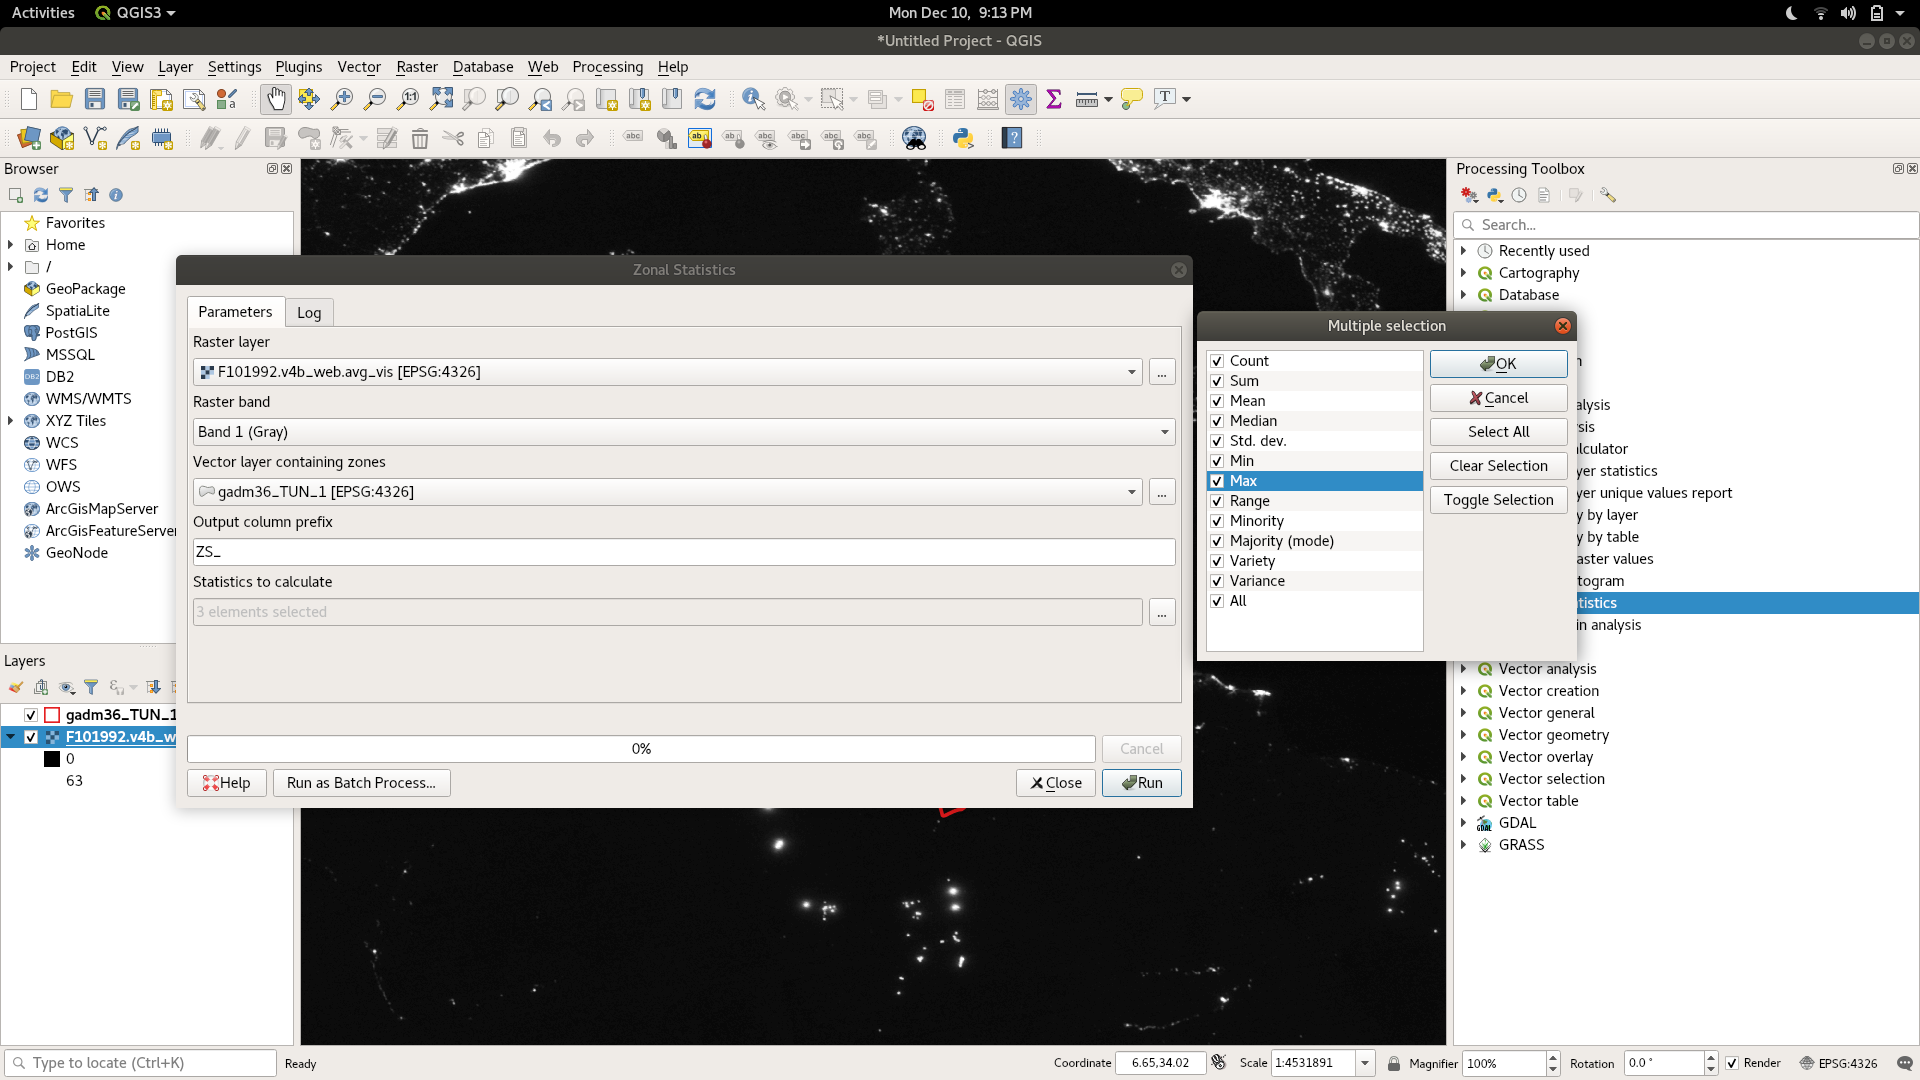 Activities QGIS3 Mon Dec 10, 9:13 PM
*Untitled Project - QGIS
Project Edit View Layer Settings Plugins Vector Raster Database Web Processing Help
Browser
Favorites
Home
/
GeoPackage
SpatiaLite
PostGIS
MSSQL
DB2
WMS/WMTS
XYZ Tiles
WCS
WFS
OWS
ArcGisMapServer
ArcGisFeatureServer
GeoNode
Layers
gadm36_TUN_1
F101992.v4b_w
0
63
Zonal Statistics
Parameters Log
Raster layer
F101992.v4b_web.avg_vis [EPSG:4326] ...
Raster band
Band 1 (Gray)
Vector layer containing zones
gadm36_TUN_1 [EPSG:4326] ...
Output column prefix
ZS_
Statistics to calculate
3 elements selected ...
0% Cancel
Help Run as Batch Process... Close Run
Multiple selection
Count
Sum
Mean
Median
Std. dev.
Min
Max
Range
Minority
Majority (mode)
Variety
Variance
All
OK
Cancel
Select All
Clear Selection
Toggle Selection
Processing Toolbox
Search...
Recently used
Cartography
Database
alysis
sis
alculator
yer statistics
yer unique values report
y by layer
y by table
aster values
togram
tistics
in analysis
Vector analysis
Vector creation
Vector general
Vector geometry
Vector overlay
Vector selection
Vector table
GDAL
GRASS
Type to locate (Ctrl+K) Ready Coordinate 6.65,34.02 Scale 1:4531891 Magnifier 100% Rotation 0.0 ° Render EPSG:4326